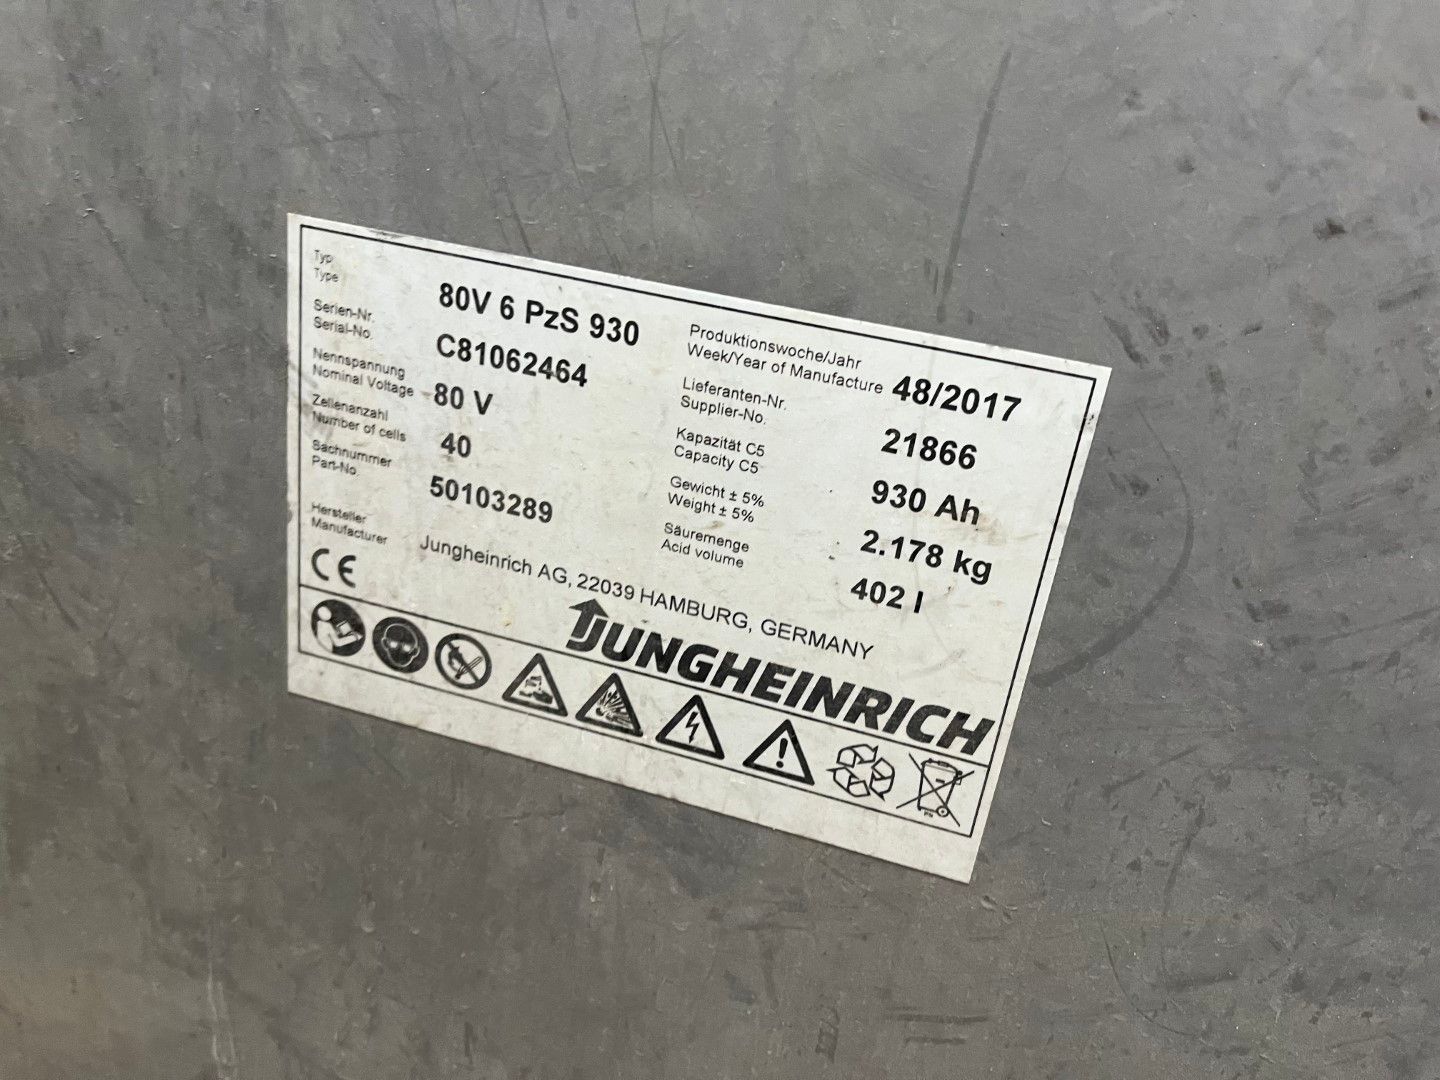 Typ
Type
80V 6 PzS 930
Serien-Nr.
Serial-No.
C81062464
Nennspannung
Nominal Voltage
80 V
Zellenanzahl
Number of cells
40
Sachnummer
Part-No.
50103289
Produktionswoche/Jahr
Week/Year of Manufacture
48/2017
Lieferanten-Nr.
Supplier-No.
21866
Kapazität C5
Capacity C5
930 Ah
Gewicht ± 5%
Weight ± 5%
2.178 kg
Säuremenge
Acid volume
402 l
Hersteller
Manufacturer
Jungheinrich AG, 22039 HAMBURG, GERMANY
CE
JUNGHEINRICH